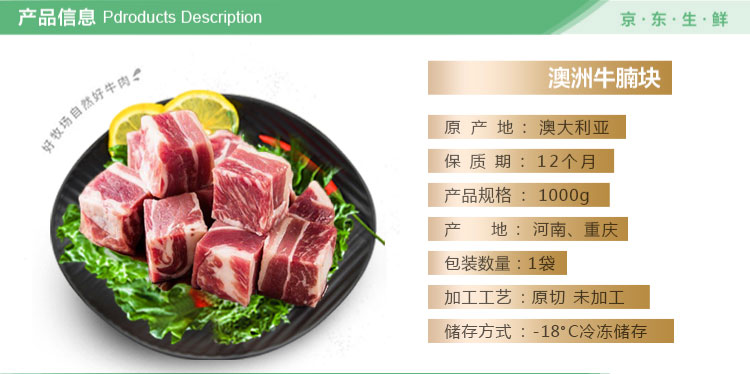 产品信息 Pdroducts Description
京·东·生·鲜
好牧场自然好牛肉
澳洲牛腩块
原产地：澳大利亚
保质期：12个月
产品规格：1000g
产地：河南、重庆
包装数量：1袋
加工工艺：原切 未加工
储存方式：-18°C冷冻储存